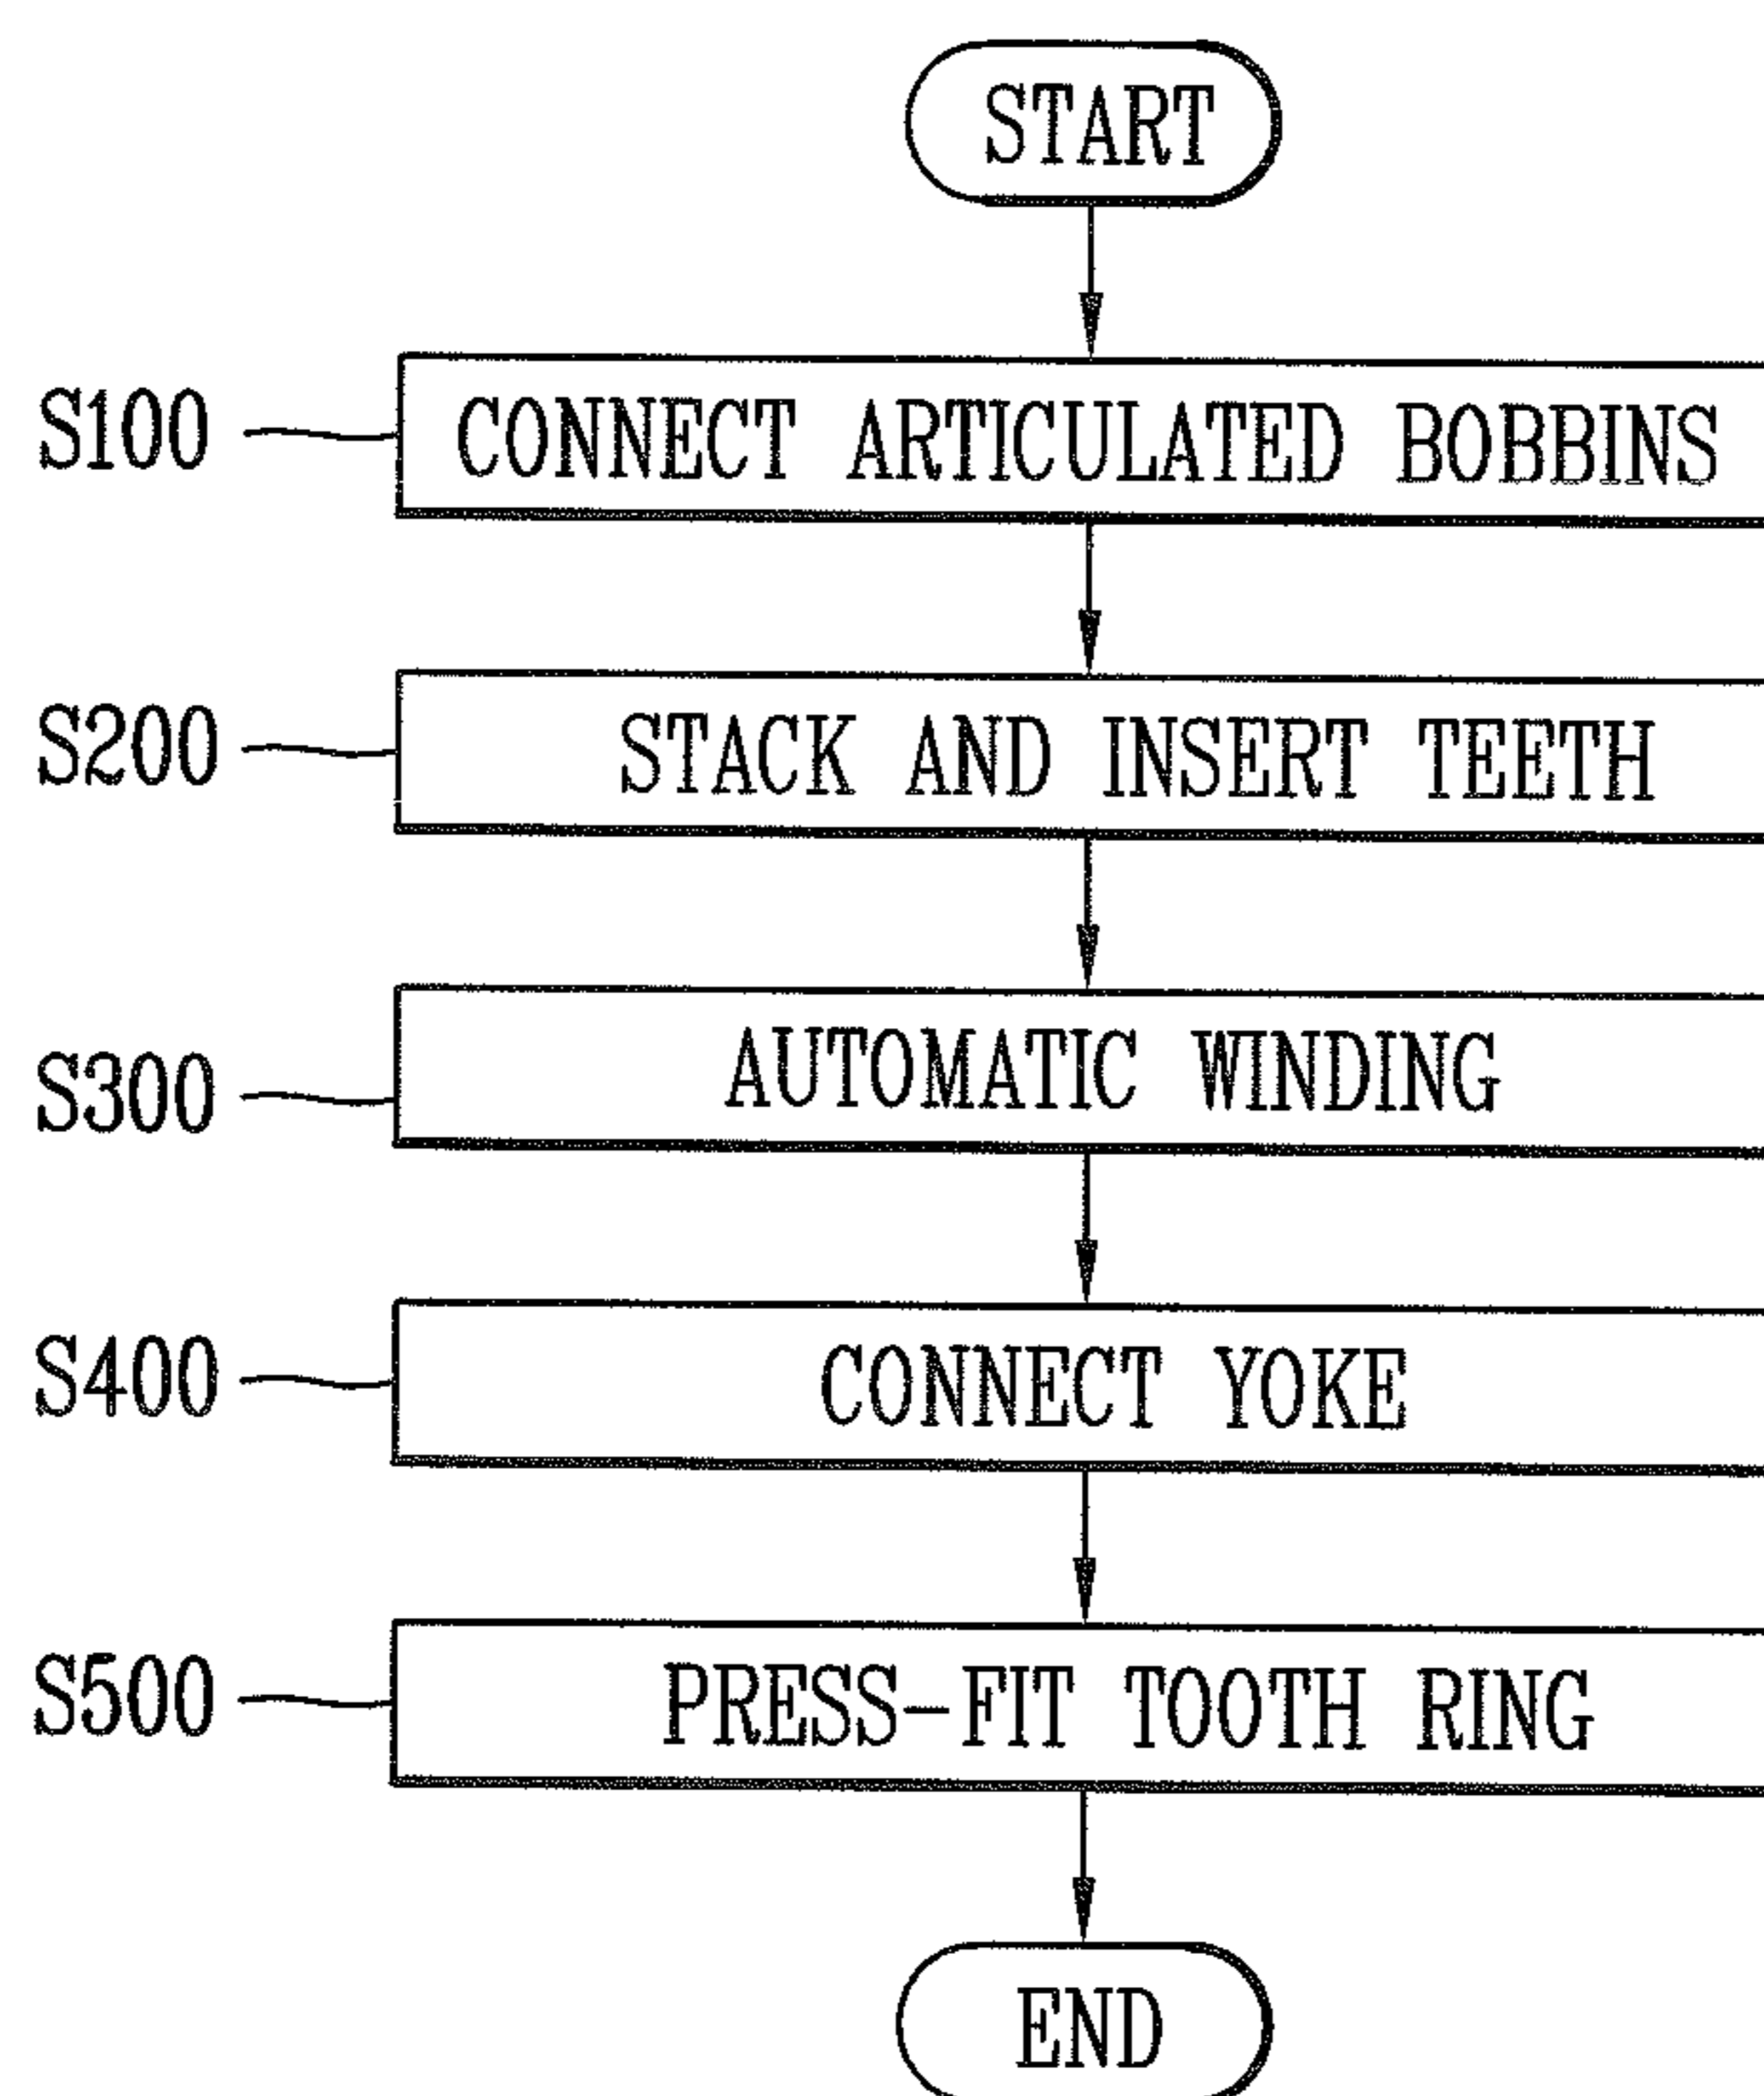 START
S100 CONNECT ARTICULATED BOBBINS
S200 STACK AND INSERT TEETH
S300 AUTOMATIC WINDING
S400 CONNECT YOKE
S500 PRESS-FIT TOOTH RING
END